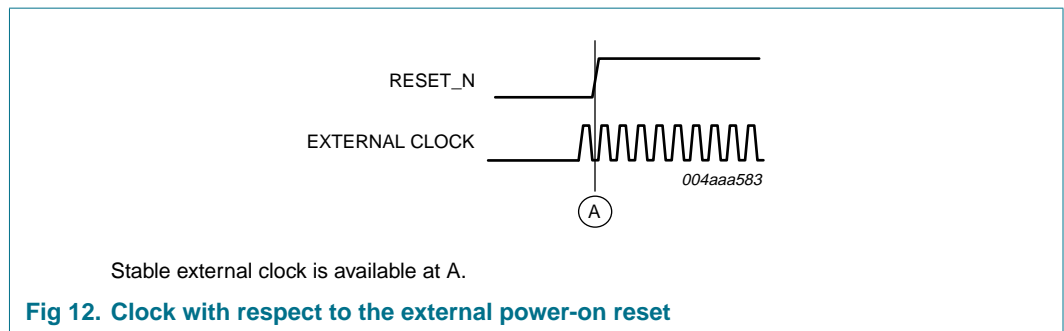 RESET_N
EXTERNAL CLOCK
004aaa583
A
Stable external clock is available at A.
Fig 12. Clock with respect to the external power-on reset